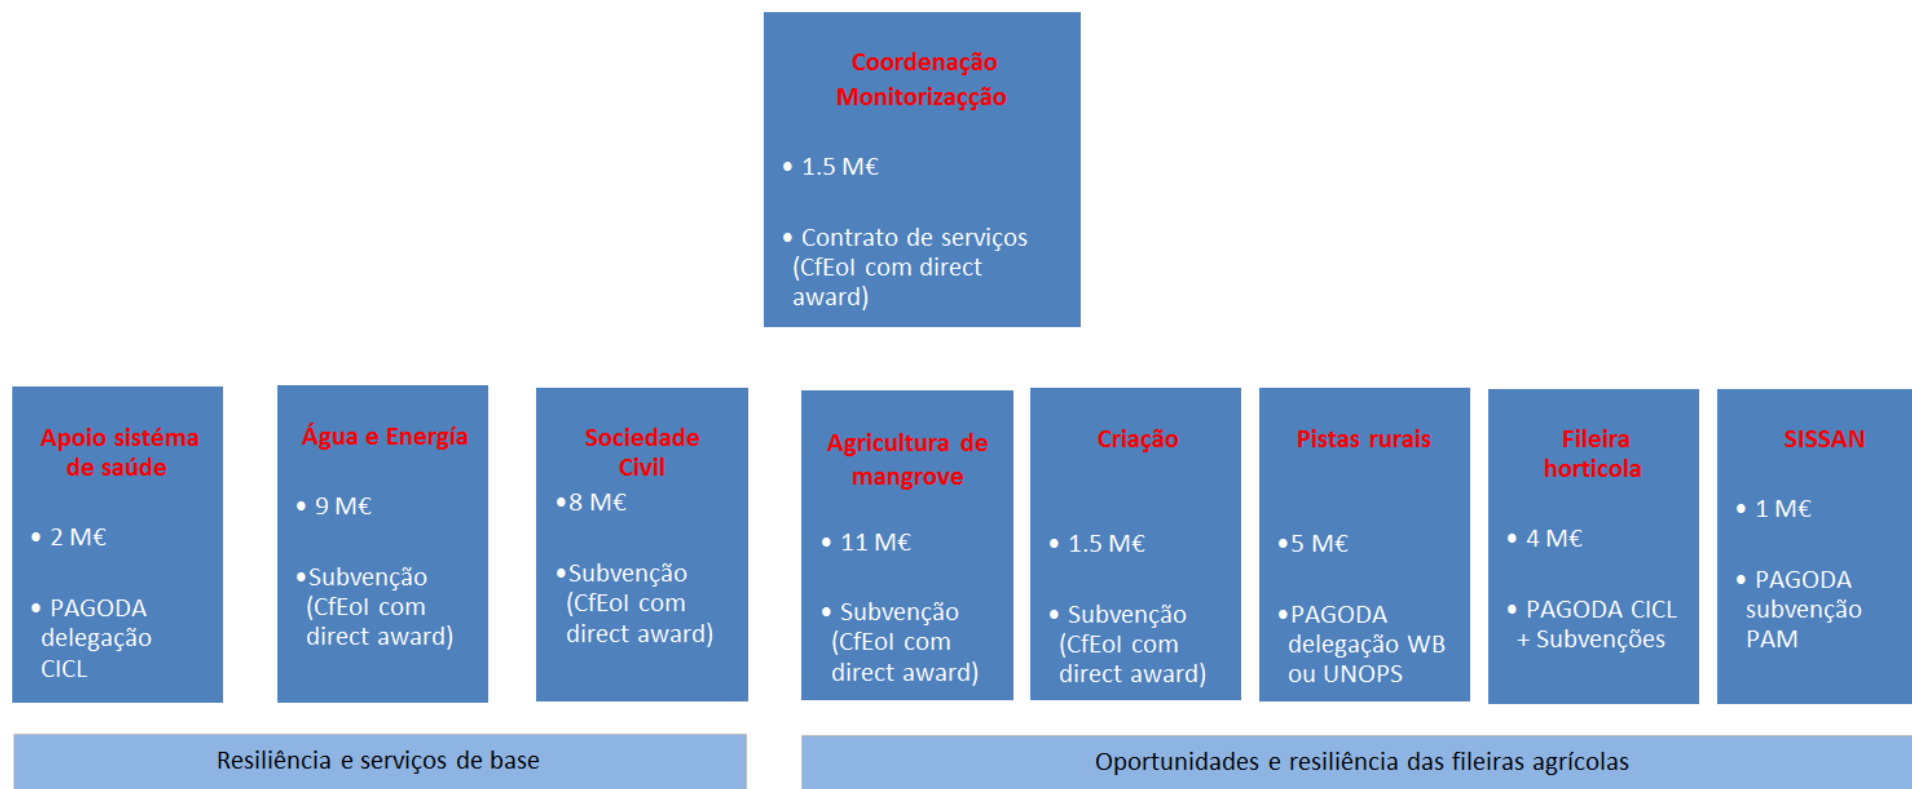 Coordenação
Monitorizaçção
• 1.5 M€
• Contrato de serviços
(CfEoI com direct
award)
Apoio sistéma
de saúde
• 2 M€
• PAGODA
delegação
CICL
Água e Energía
• 9 M€
•Subvenção
(CfEoI com
direct award)
Sociedade
Civil
•8 M€
•Subvenção
(CfEoI com
direct award)
Agricultura de
mangrove
• 11 M€
• Subvenção
(CfEoI com
direct award)
Criação
• 1.5 M€
• Subvenção
(CfEoI com
direct award)
Pistas rurais
•5 M€
•PAGODA
delegação WB
ou UNOPS
Fileira
horticola
• 4 M€
• PAGODA CICL
+ Subvenções
SISSAN
• 1 M€
• PAGODA
subvenção
PAM
Resiliência e serviços de base
Oportunidades e resiliência das fileiras agrícolas